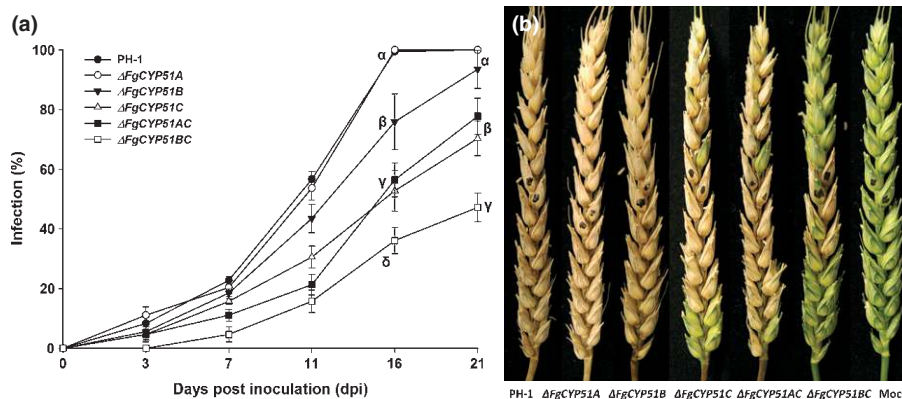 (a)
100
80
60
40
20
0
Infection (%)
PH-1
ΔFgCYP51A
ΔFgCYP51B
ΔFgCYP51C
ΔFgCYP51AC
ΔFgCYP51BC
α
β
γ
δ
α
β
γ
0 3 7 11 16 21
Days post inoculation (dpi)
(b)
PH-1 ΔFgCYP51A ΔFgCYP51B ΔFgCYP51C ΔFgCYP51AC ΔFgCYP51BC Moc